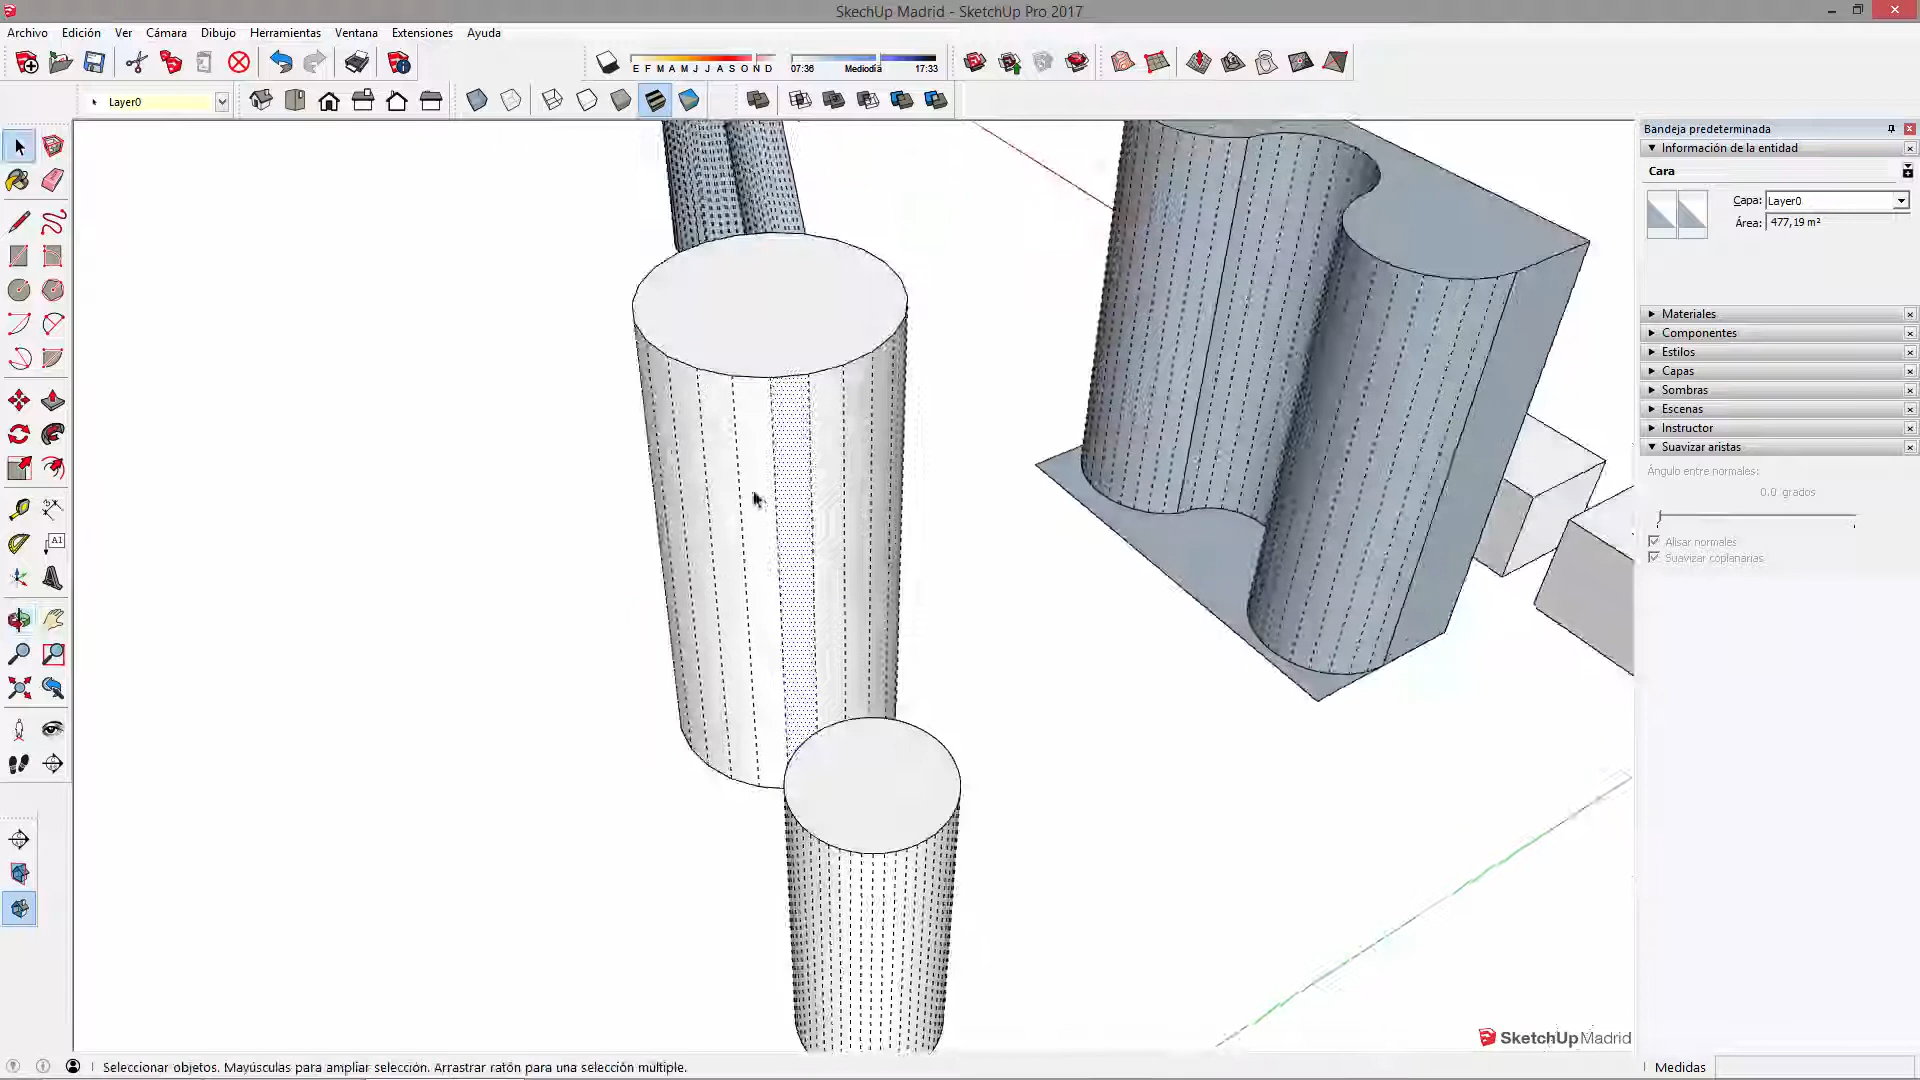 SkechUp Madrid - SketchUp Pro 2017
Archivo Edición Ver Cámara Dibujo Herramientas Ventana Extensiones Ayuda
E F M A M J J A S O N D 07:36 Mediodía 17:33
Layer0
Bandeja predeterminada
Información de la entidad
Cara
Capa: Layer0
Área: 477,19 m²
Materiales
Componentes
Estilos
Capas
Sombras
Escenas
Instructor
Suavizar aristas
Ángulo entre normales:
0.0 grados
Alisar normales
Suavizar coplanarias
A1
SketchUp Madrid
Seleccionar objetos. Mayúsculas para ampliar selección. Arrastrar ratón para una selección múltiple.
Medidas